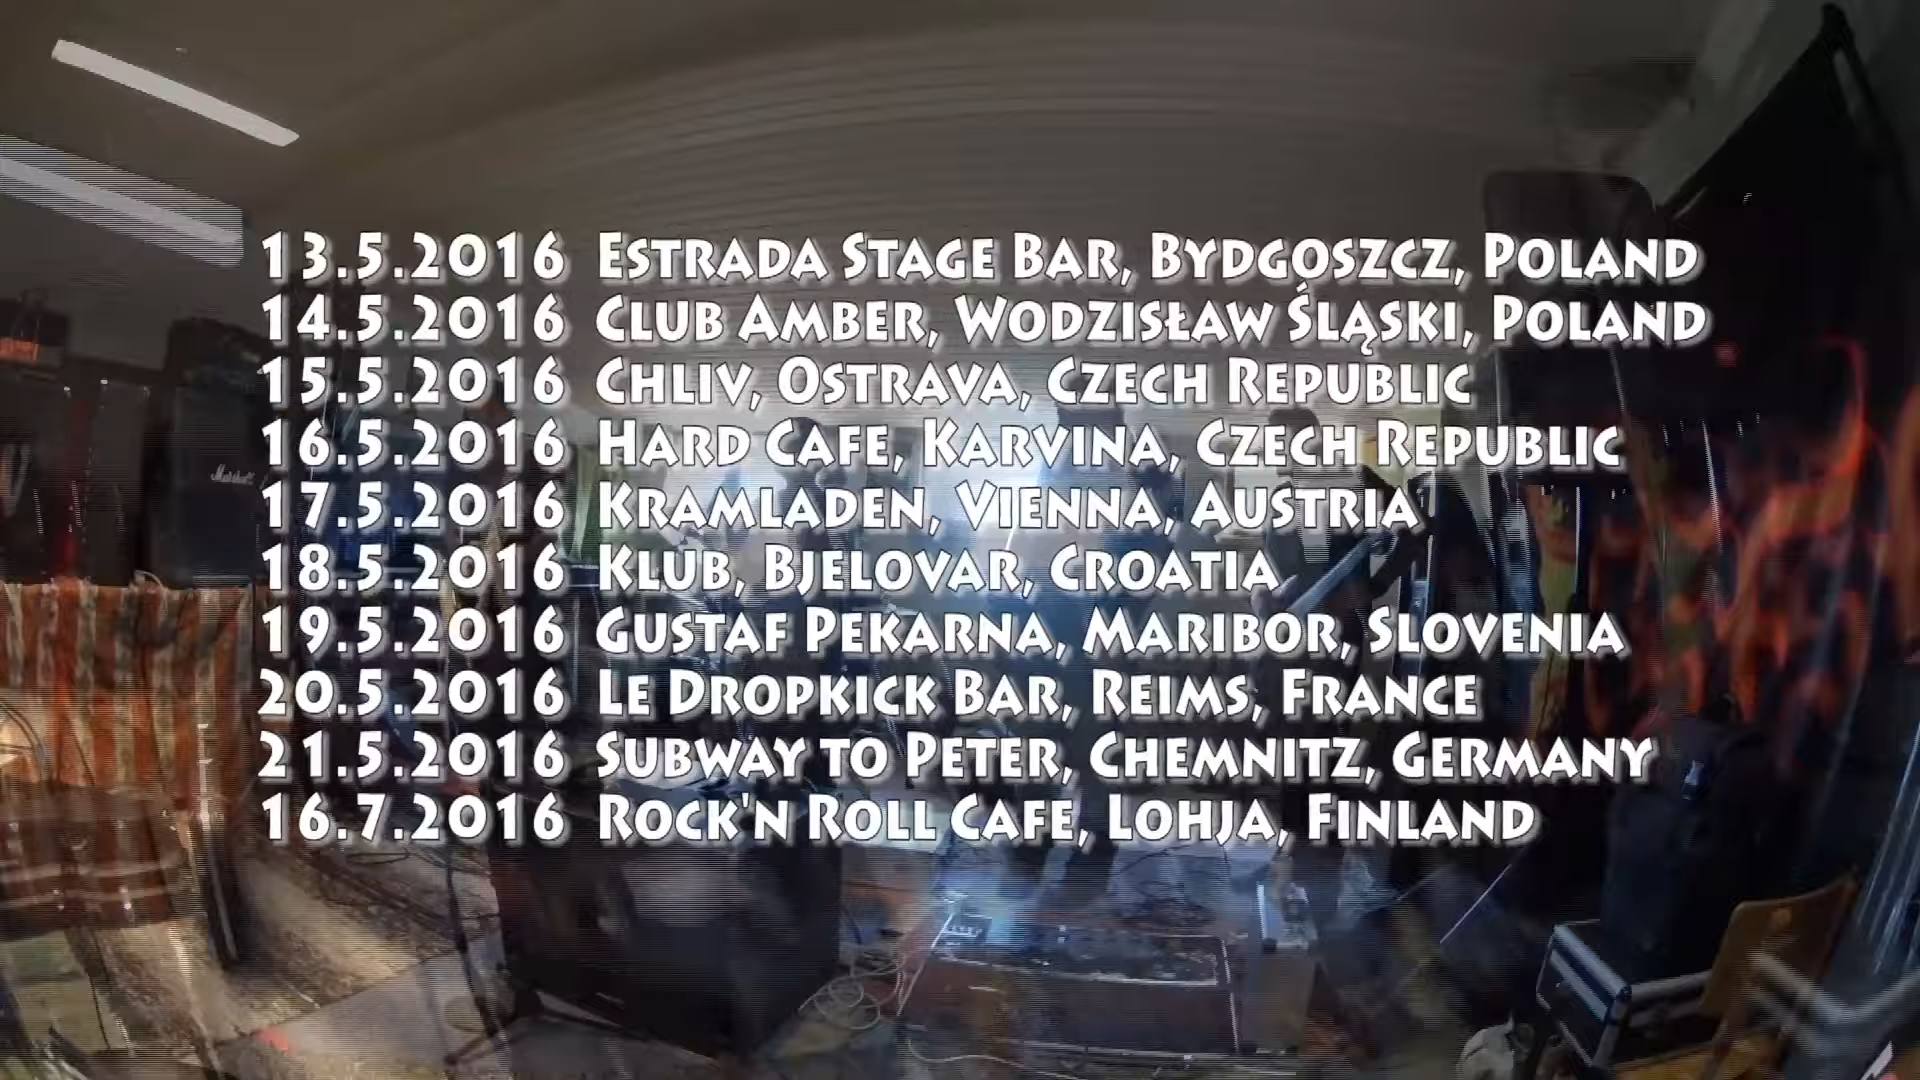 13.5.2016 Estrada Stage Bar, Bydgoszcz, Poland
14.5.2016 Club Amber, Wodzisław Śląski, Poland
15.5.2016 Chliv, Ostrava, Czech Republic
16.5.2016 Hard Cafe, Karvina, Czech Republic
17.5.2016 Kramladen, Vienna, Austria
18.5.2016 Klub, Bjelovar, Croatia
19.5.2016 Gustaf Pekarna, Maribor, Slovenia
20.5.2016 Le Dropkick Bar, Reims, France
21.5.2016 Subway to Peter, Chemnitz, Germany
16.7.2016 Rock'n Roll Cafe, Lohja, Finland
Marshall